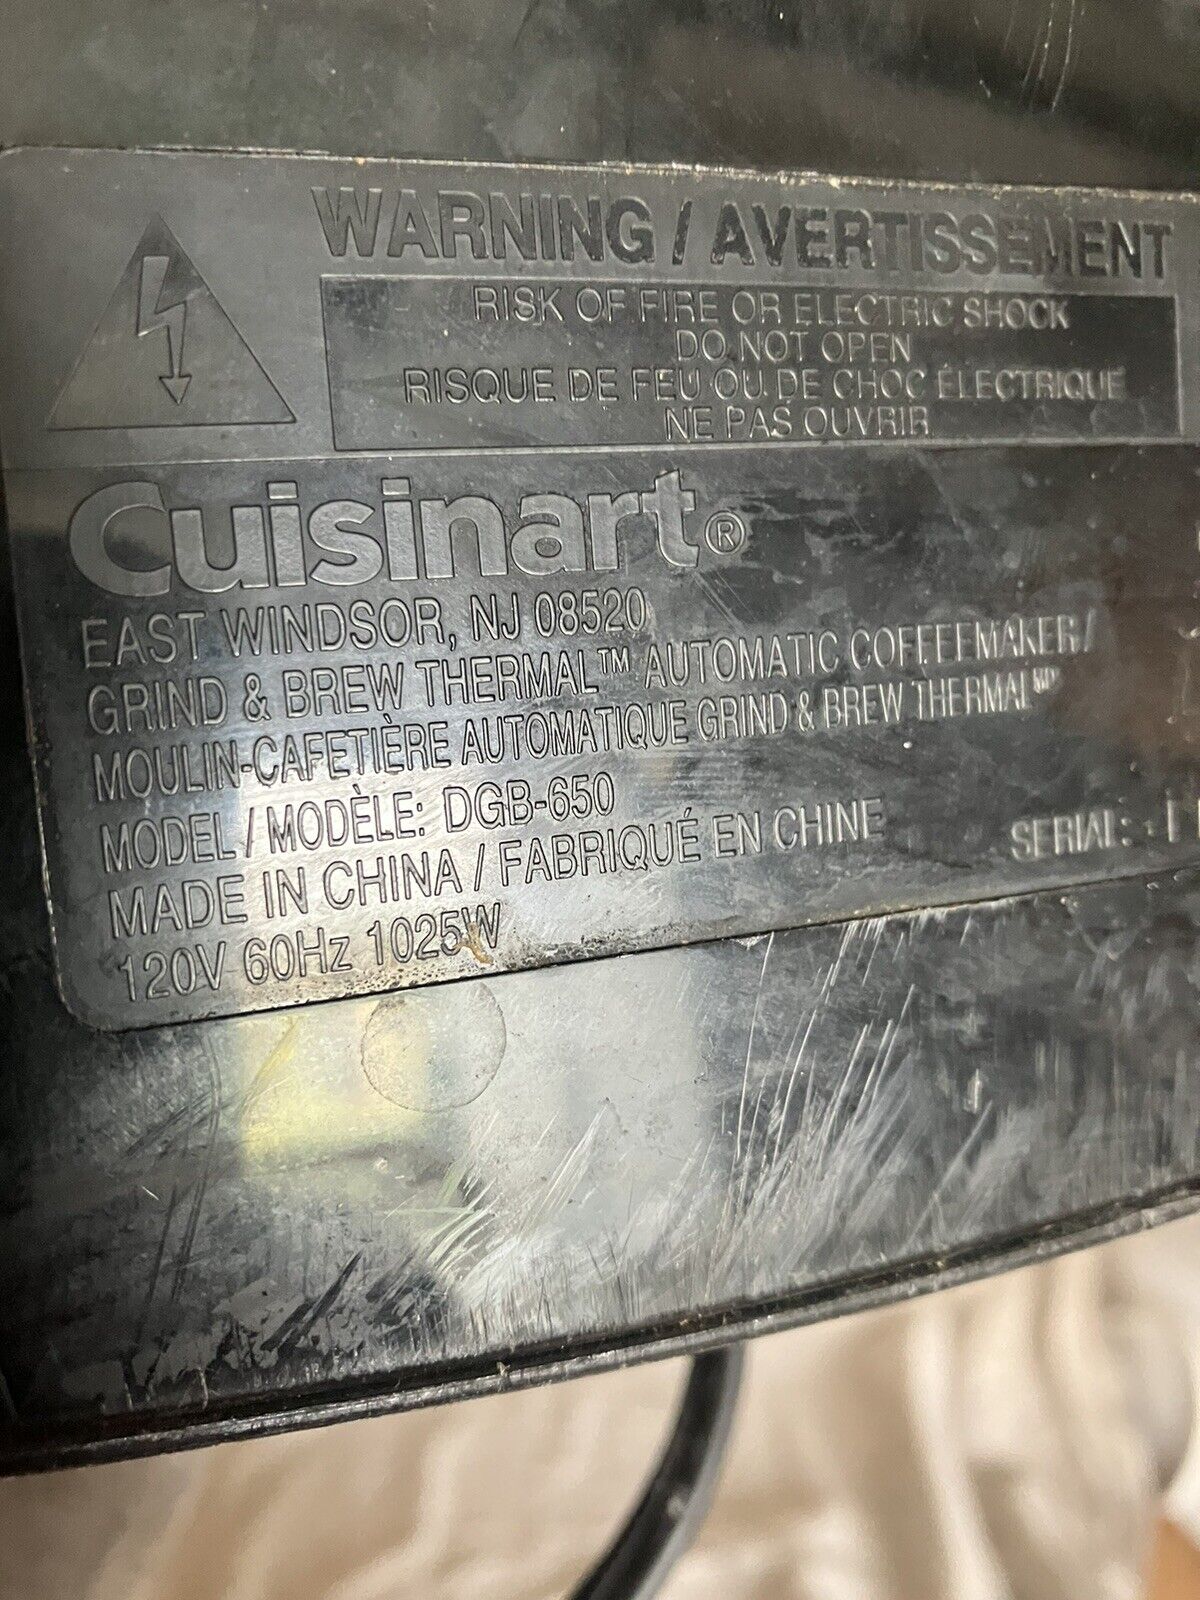 WARNING / AVERTISSEMENT
RISK OF FIRE OR ELECTRIC SHOCK
DO NOT OPEN
RISQUE DE FEU OU DE CHOC ÉLECTRIQUE
NE PAS OUVRIR
Cuisinart®
EAST WINDSOR, NJ 08520
GRIND & BREW THERMAL™ AUTOMATIC COFFEEMAKER /
MOULIN-CAFETIÈRE AUTOMATIQUE GRIND & BREW THERMAL MD
MODEL / MODÈLE: DGB-650
MADE IN CHINA / FABRIQUÉ EN CHINE
SERIAL:
120V 60Hz 1025W